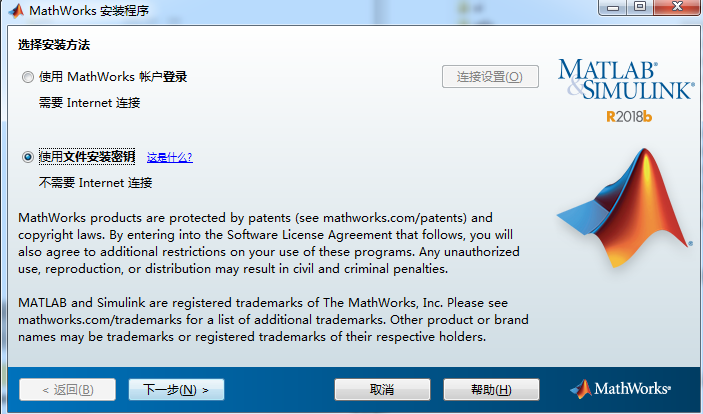 MathWorks 安装程序
选择安装方法
使用 MathWorks 帐户登录
连接设置(O)
需要 Internet 连接
使用文件安装密钥 这是什么?
不需要 Internet 连接
MATLAB®
&SIMULINK®
R2018b
MathWorks products are protected by patents (see mathworks.com/patents) and
copyright laws. By entering into the Software License Agreement that follows, you will
also agree to additional restrictions on your use of these programs. Any unauthorized
use, reproduction, or distribution may result in civil and criminal penalties.
MATLAB and Simulink are registered trademarks of The MathWorks, Inc. Please see
mathworks.com/trademarks for a list of additional trademarks. Other product or brand
names may be trademarks or registered trademarks of their respective holders.
< 返回(B)
下一步(N) >
取消
帮助(H)
MathWorks®